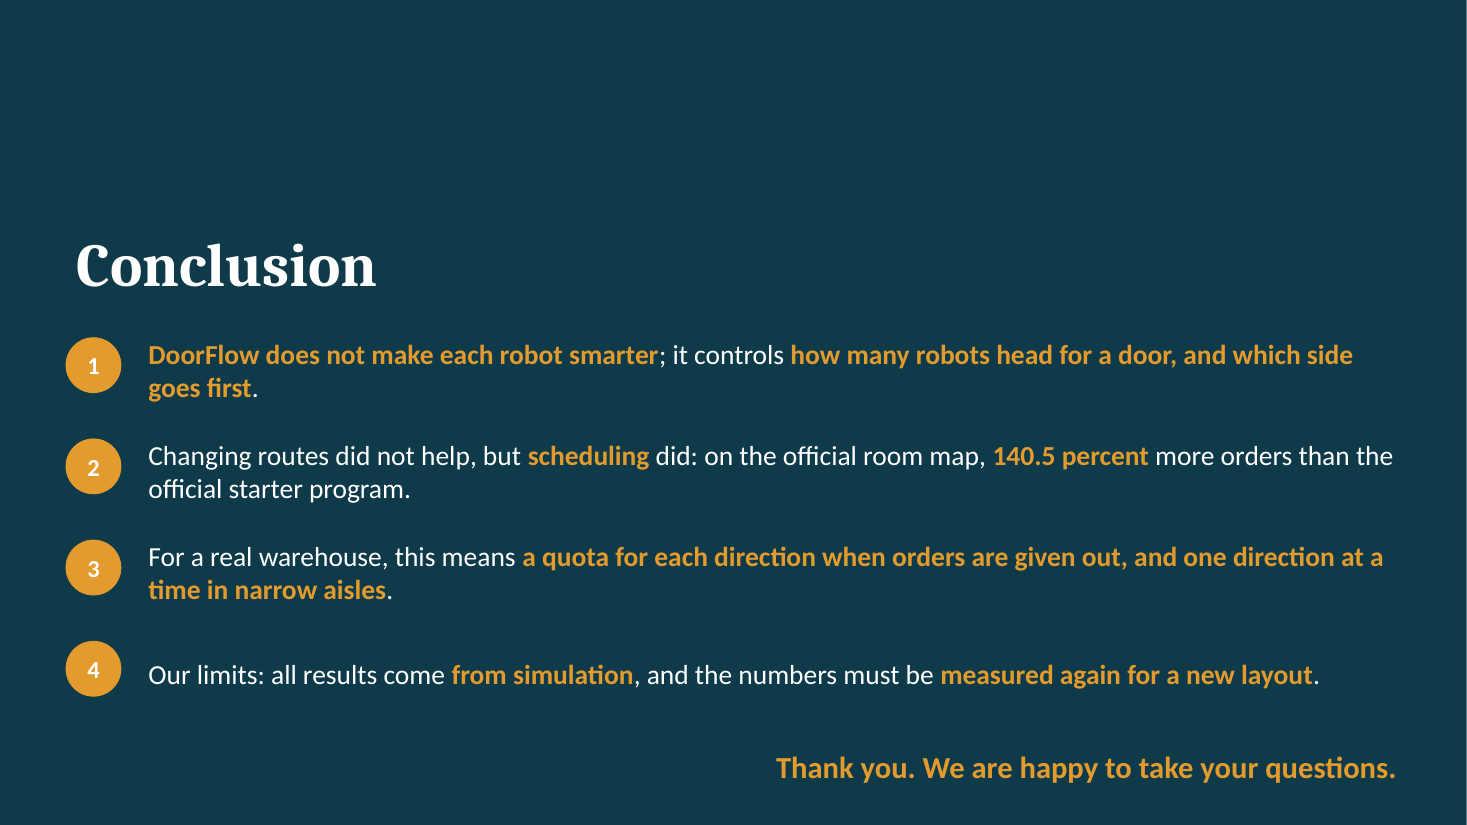 Conclusion
1
DoorFlow does not make each robot smarter; it controls how many robots head for a door, and which side
goes first.
2
Changing routes did not help, but scheduling did: on the official room map, 140.5 percent more orders than the
official starter program.
3
For a real warehouse, this means a quota for each direction when orders are given out, and one direction at a
time in narrow aisles.
4
Our limits: all results come from simulation, and the numbers must be measured again for a new layout.
Thank you. We are happy to take your questions.